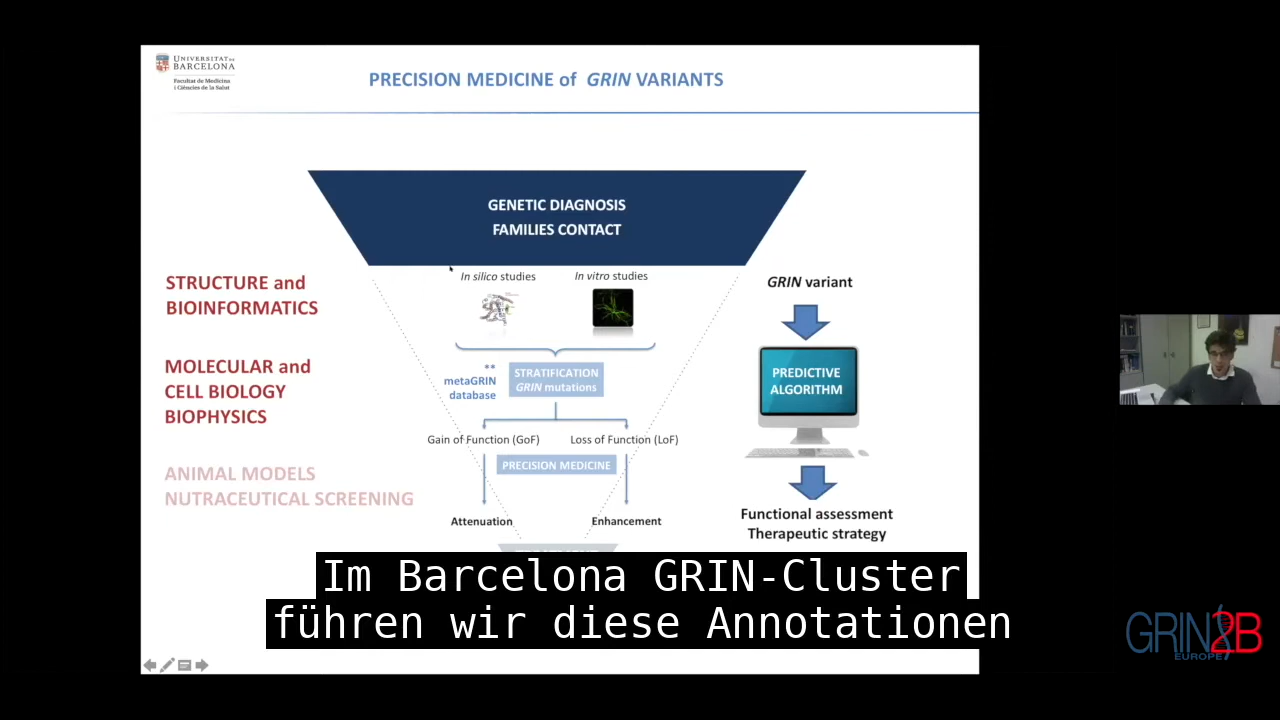 UNIVERSITAT DE
BARCELONA
Facultat de Medicina
i Ciències de la Salut
PRECISION MEDICINE of GRIN VARIANTS
GENETIC DIAGNOSIS
FAMILIES CONTACT
STRUCTURE and
BIOINFORMATICS
MOLECULAR and
CELL BIOLOGY
BIOPHYSICS
ANIMAL MODELS
NUTRACEUTICAL SCREENING
In silico studies
In vitro studies
**
metaGRIN
database
STRATIFICATION
GRIN mutations
Gain of Function (GoF)
Loss of Function (LoF)
PRECISION MEDICINE
Attenuation
Enhancement
GRIN variant
PREDICTIVE
ALGORITHM
Functional assessment
Therapeutic strategy
Im Barcelona GRIN-Cluster
führen wir diese Annotationen
GRIN2B
EUROPE